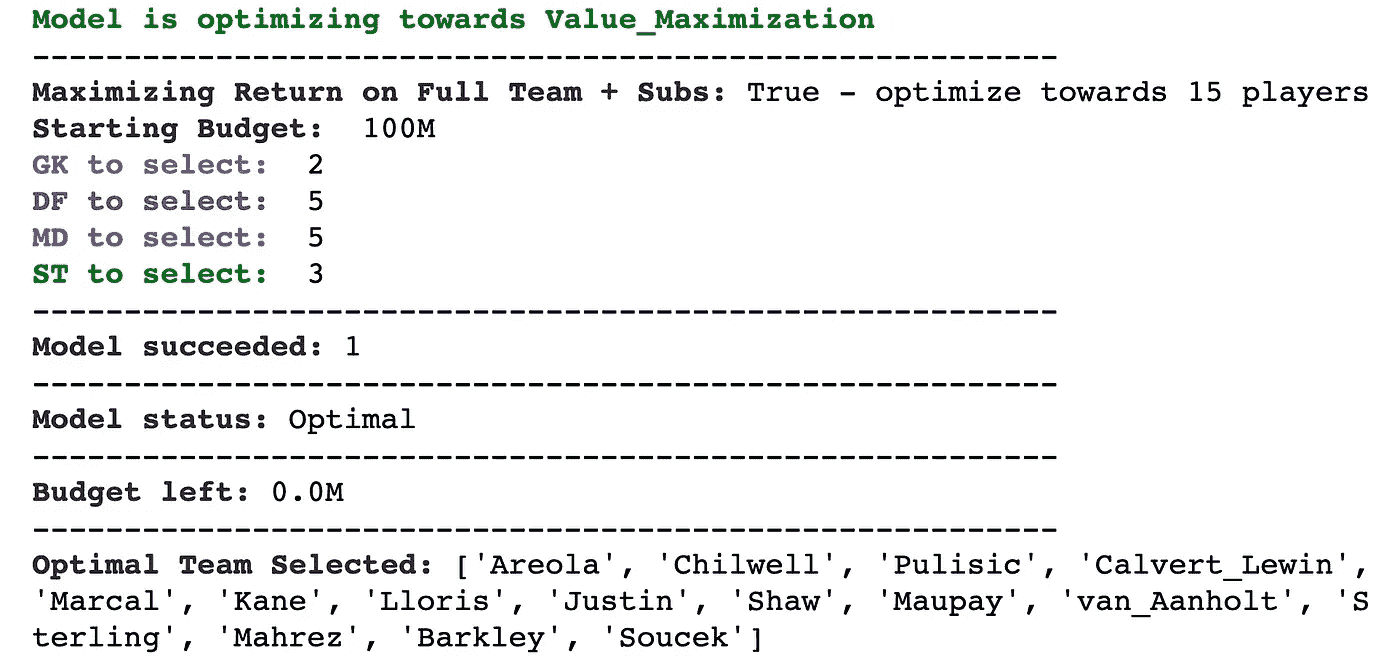 Model is optimizing towards Value_Maximization
--------------------------------------------------------
Maximizing Return on Full Team + Subs: True - optimize towards 15 players
Starting Budget:  100M
GK to select:  2
DF to select:  5
MD to select:  5
ST to select:  3
--------------------------------------------------------
Model succeeded: 1
--------------------------------------------------------
Model status: Optimal
--------------------------------------------------------
Budget left: 0.0M
--------------------------------------------------------
Optimal Team Selected: ['Areola', 'Chilwell', 'Pulisic', 'Calvert_Lewin',
'Marcal', 'Kane', 'Lloris', 'Justin', 'Shaw', 'Maupay', 'van_Aanholt', 'S
terling', 'Mahrez', 'Barkley', 'Soucek']